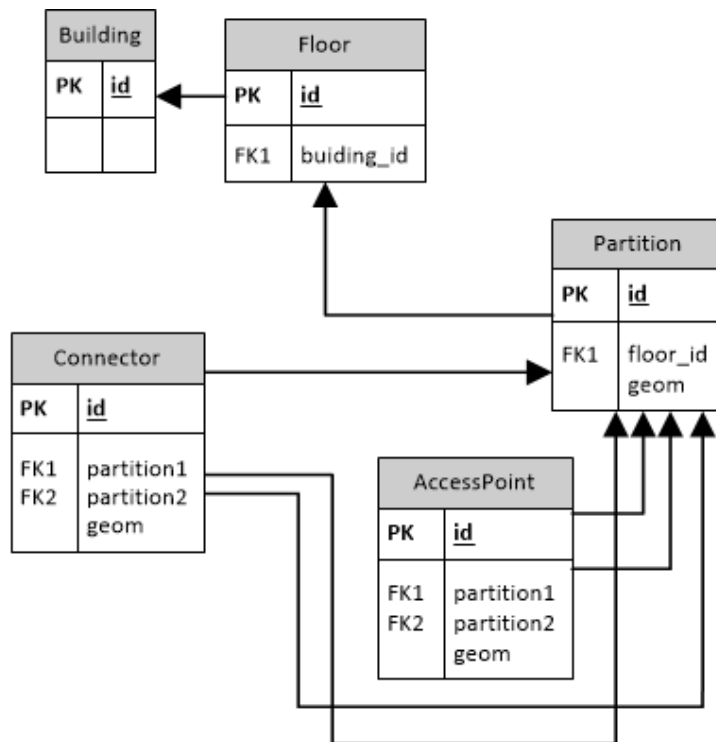 Building
PK id
Floor
PK id
FK1 buiding_id
Partition
PK id
FK1 floor_id
geom
Connector
PK id
FK1 partition1
FK2 partition2
geom
AccessPoint
PK id
FK1 partition1
FK2 partition2
geom